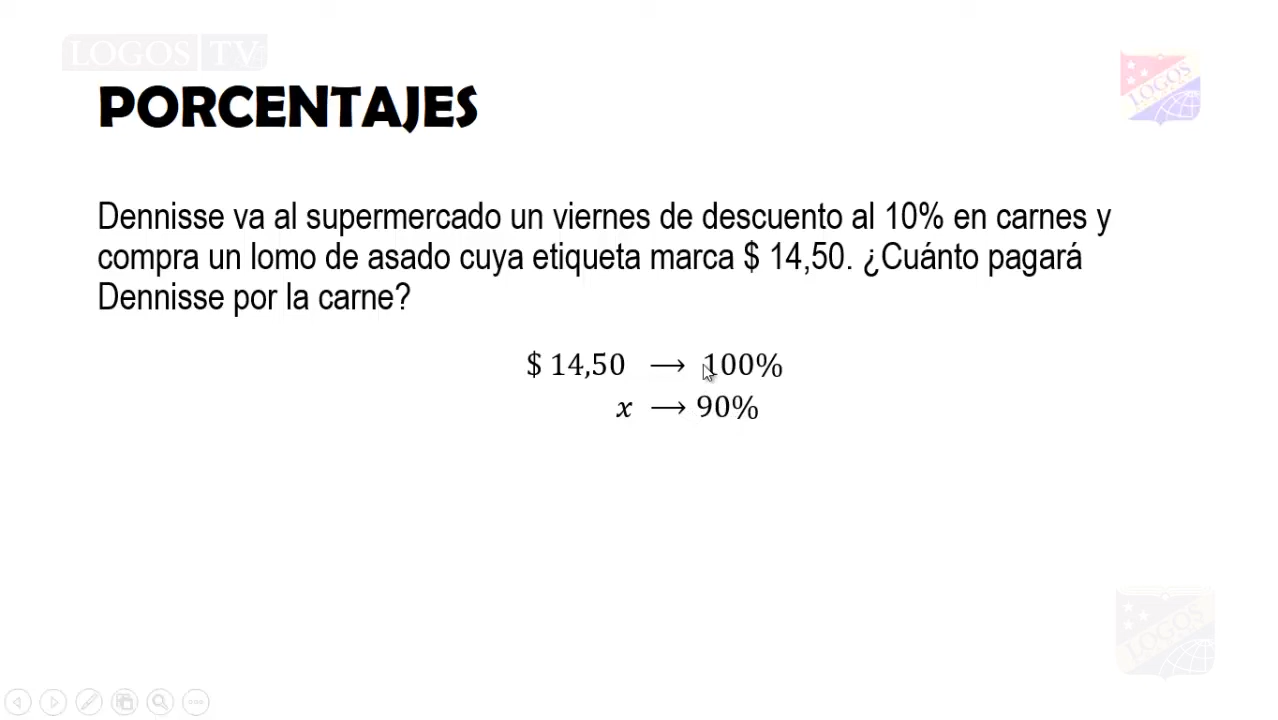 LOGOS TV
LOGOS
PORCENTAJES
Dennisse va al supermercado un viernes de descuento al 10% en carnes y
compra un lomo de asado cuya etiqueta marca $ 14,50. ¿Cuánto pagará
Dennisse por la carne?
$ 14,50 ⟶ 100%
x ⟶ 90%
LOGOS